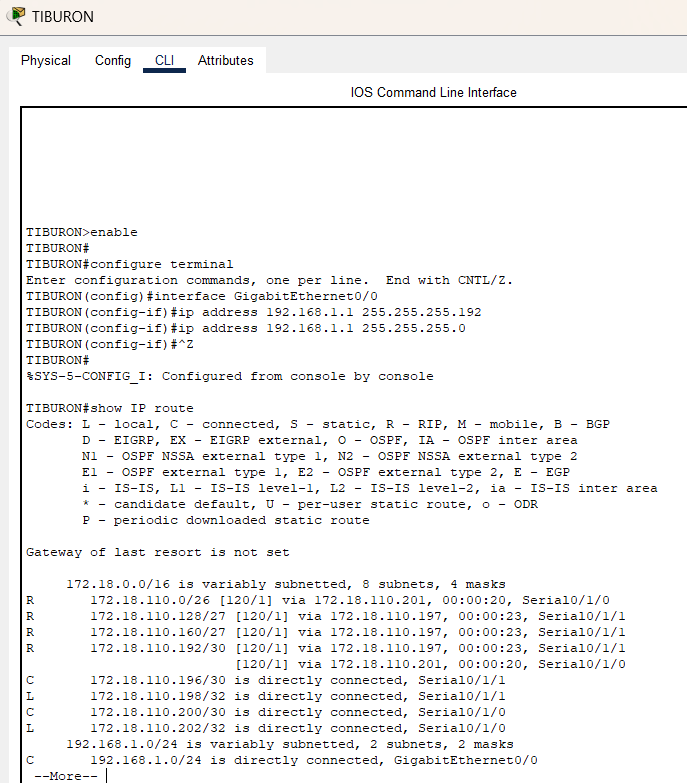 TIBURON
Physical Config CLI Attributes
IOS Command Line Interface
TIBURON>enable
TIBURON#
TIBURON#configure terminal
Enter configuration commands, one per line.  End with CNTL/Z.
TIBURON(config)#interface GigabitEthernet0/0
TIBURON(config-if)#ip address 192.168.1.1 255.255.255.192
TIBURON(config-if)#ip address 192.168.1.1 255.255.255.0
TIBURON(config-if)#^Z
TIBURON#
%SYS-5-CONFIG_I: Configured from console by console
TIBURON#show IP route
Codes: L - local, C - connected, S - static, R - RIP, M - mobile, B - BGP
       D - EIGRP, EX - EIGRP external, O - OSPF, IA - OSPF inter area
       N1 - OSPF NSSA external type 1, N2 - OSPF NSSA external type 2
       E1 - OSPF external type 1, E2 - OSPF external type 2, E - EGP
       i - IS-IS, L1 - IS-IS level-1, L2 - IS-IS level-2, ia - IS-IS inter area
       * - candidate default, U - per-user static route, o - ODR
       P - periodic downloaded static route
Gateway of last resort is not set
     172.18.0.0/16 is variably subnetted, 8 subnets, 4 masks
R       172.18.110.0/26 [120/1] via 172.18.110.201, 00:00:20, Serial0/1/0
R       172.18.110.128/27 [120/1] via 172.18.110.197, 00:00:23, Serial0/1/1
R       172.18.110.160/27 [120/1] via 172.18.110.197, 00:00:23, Serial0/1/1
R       172.18.110.192/30 [120/1] via 172.18.110.197, 00:00:23, Serial0/1/1
                          [120/1] via 172.18.110.201, 00:00:20, Serial0/1/0
C       172.18.110.196/30 is directly connected, Serial0/1/1
L       172.18.110.198/32 is directly connected, Serial0/1/1
C       172.18.110.200/30 is directly connected, Serial0/1/0
L       172.18.110.202/32 is directly connected, Serial0/1/0
     192.168.1.0/24 is variably subnetted, 2 subnets, 2 masks
C       192.168.1.0/24 is directly connected, GigabitEthernet0/0
 --More--